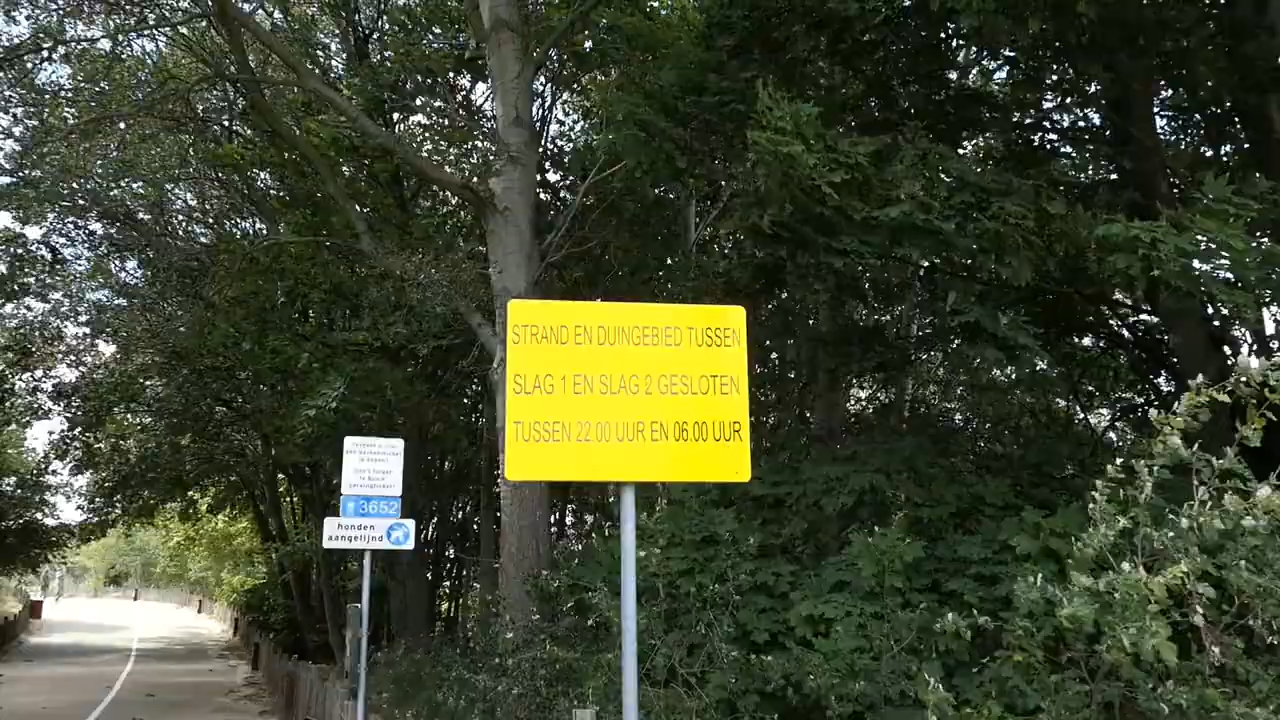 STRAND EN DUINGEBIED TUSSEN
SLAG 1 EN SLAG 2 GESLOTEN
TUSSEN 22.00 UUR EN 06.00 UUR
3652
honden
aangelijnd